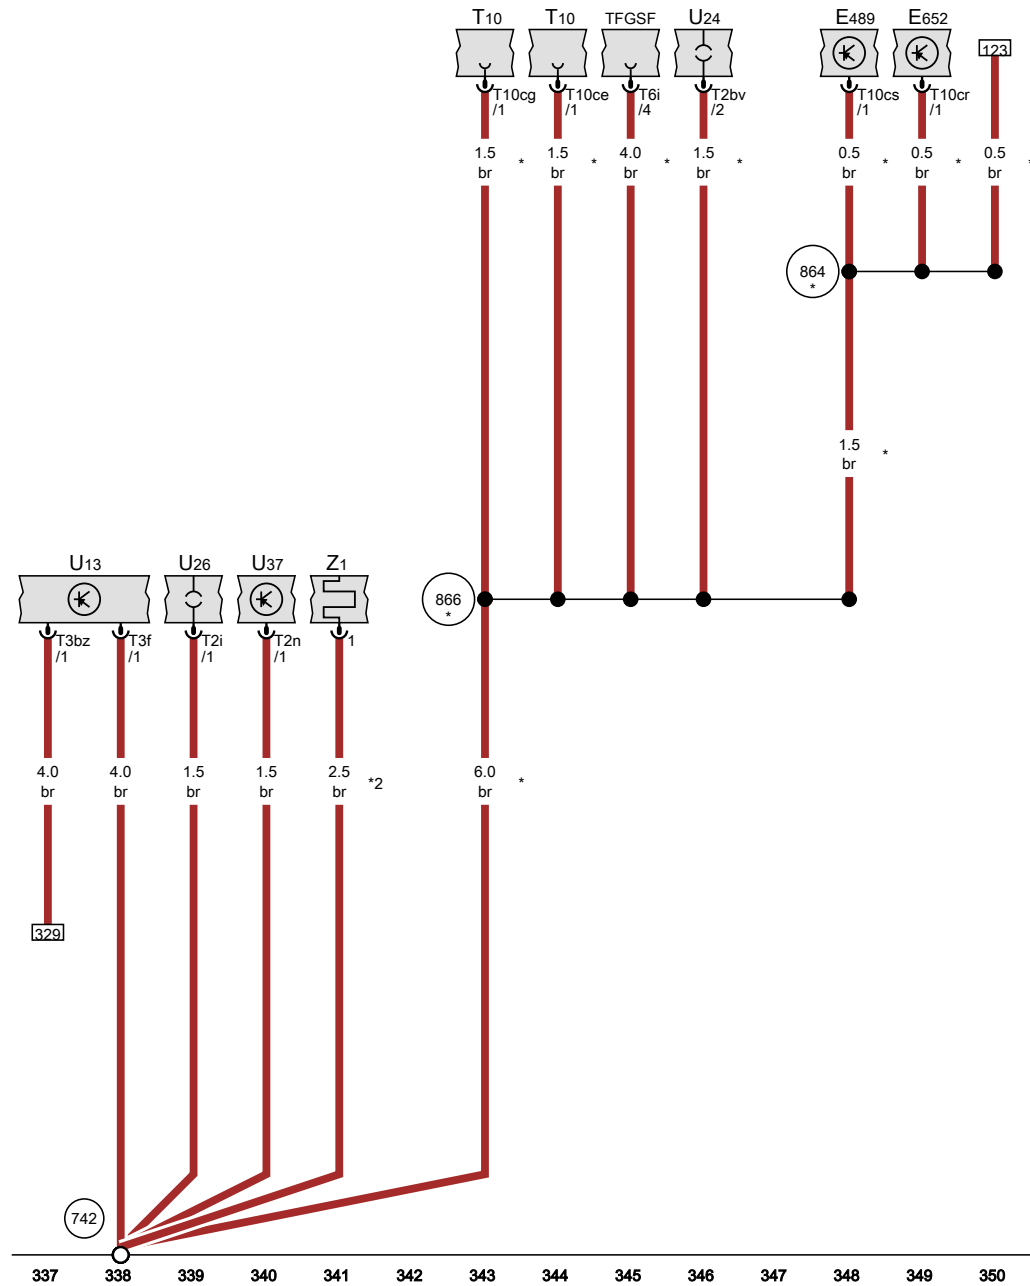 T10 T10 TFGSF U24 E489 E652
123
T10cg T10ce T6i T2bv T10cs T10cr
/1 /1 /4 /2 /1 /1
1.5 * 1.5 * 4.0 * 1.5 * 0.5 * 0.5 * 0.5 *
br br br br br br br
864
*
1.5 *
br
U13 U26 U37 Z1
866
*
T3bz T3f T2i T2n 1
/1 /1 /1 /1
4.0 4.0 1.5 1.5 2.5 *2 6.0 *
br br br br br br
329
742
337 338 339 340 341 342 343 344 345 346 347 348 349 350